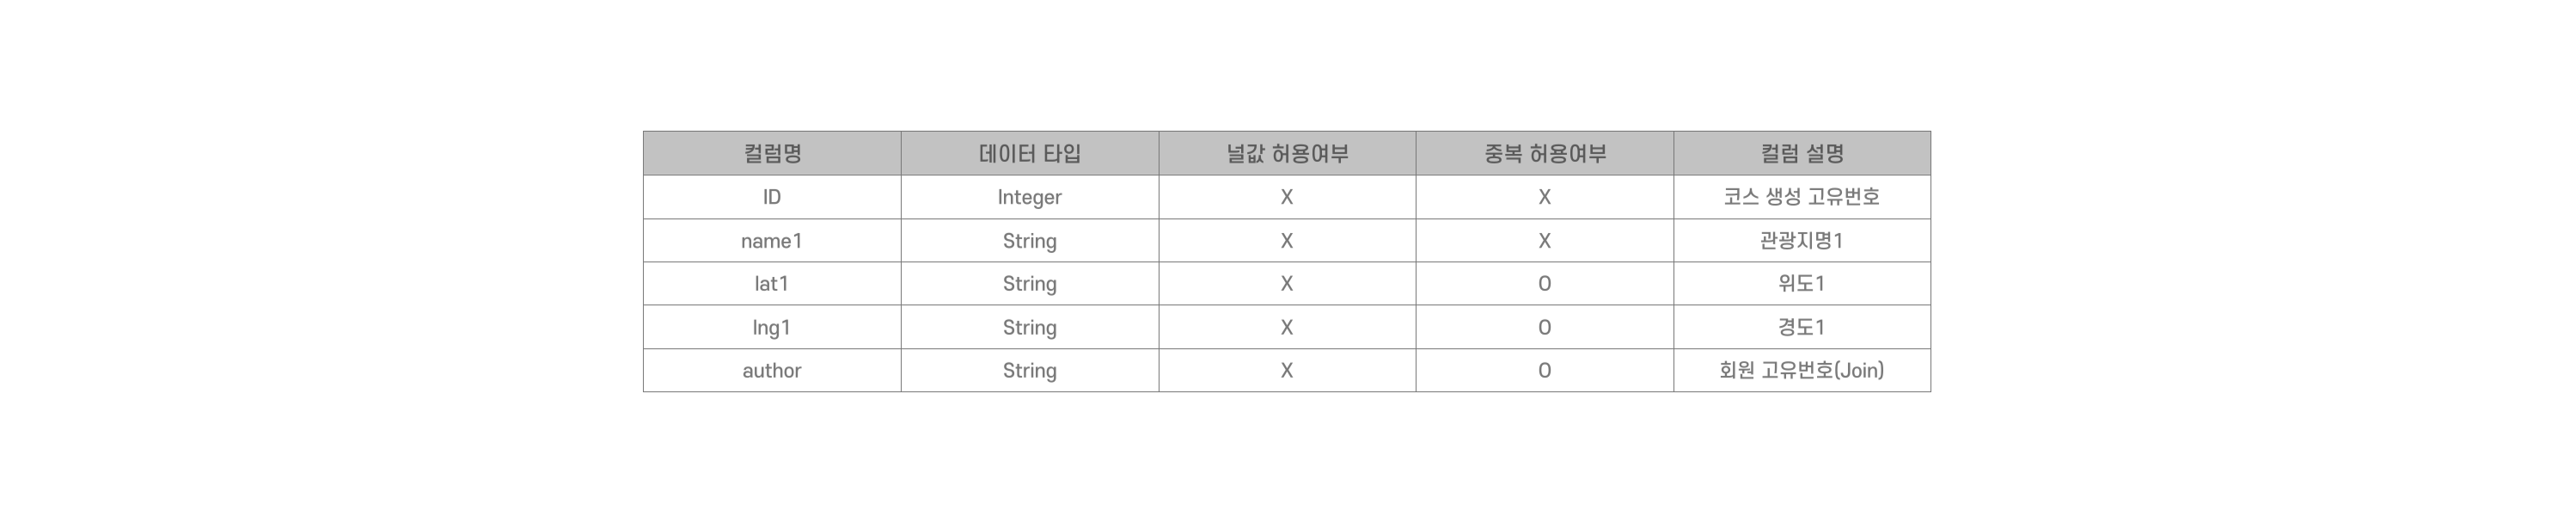 컬럼명 데이터 타입 널값 허용여부 중복 허용여부 컬럼 설명
ID Integer X X 코스 생성 고유번호
name1 String X X 관광지명1
lat1 String X O 위도1
lng1 String X O 경도1
author String X O 회원 고유번호(Join)